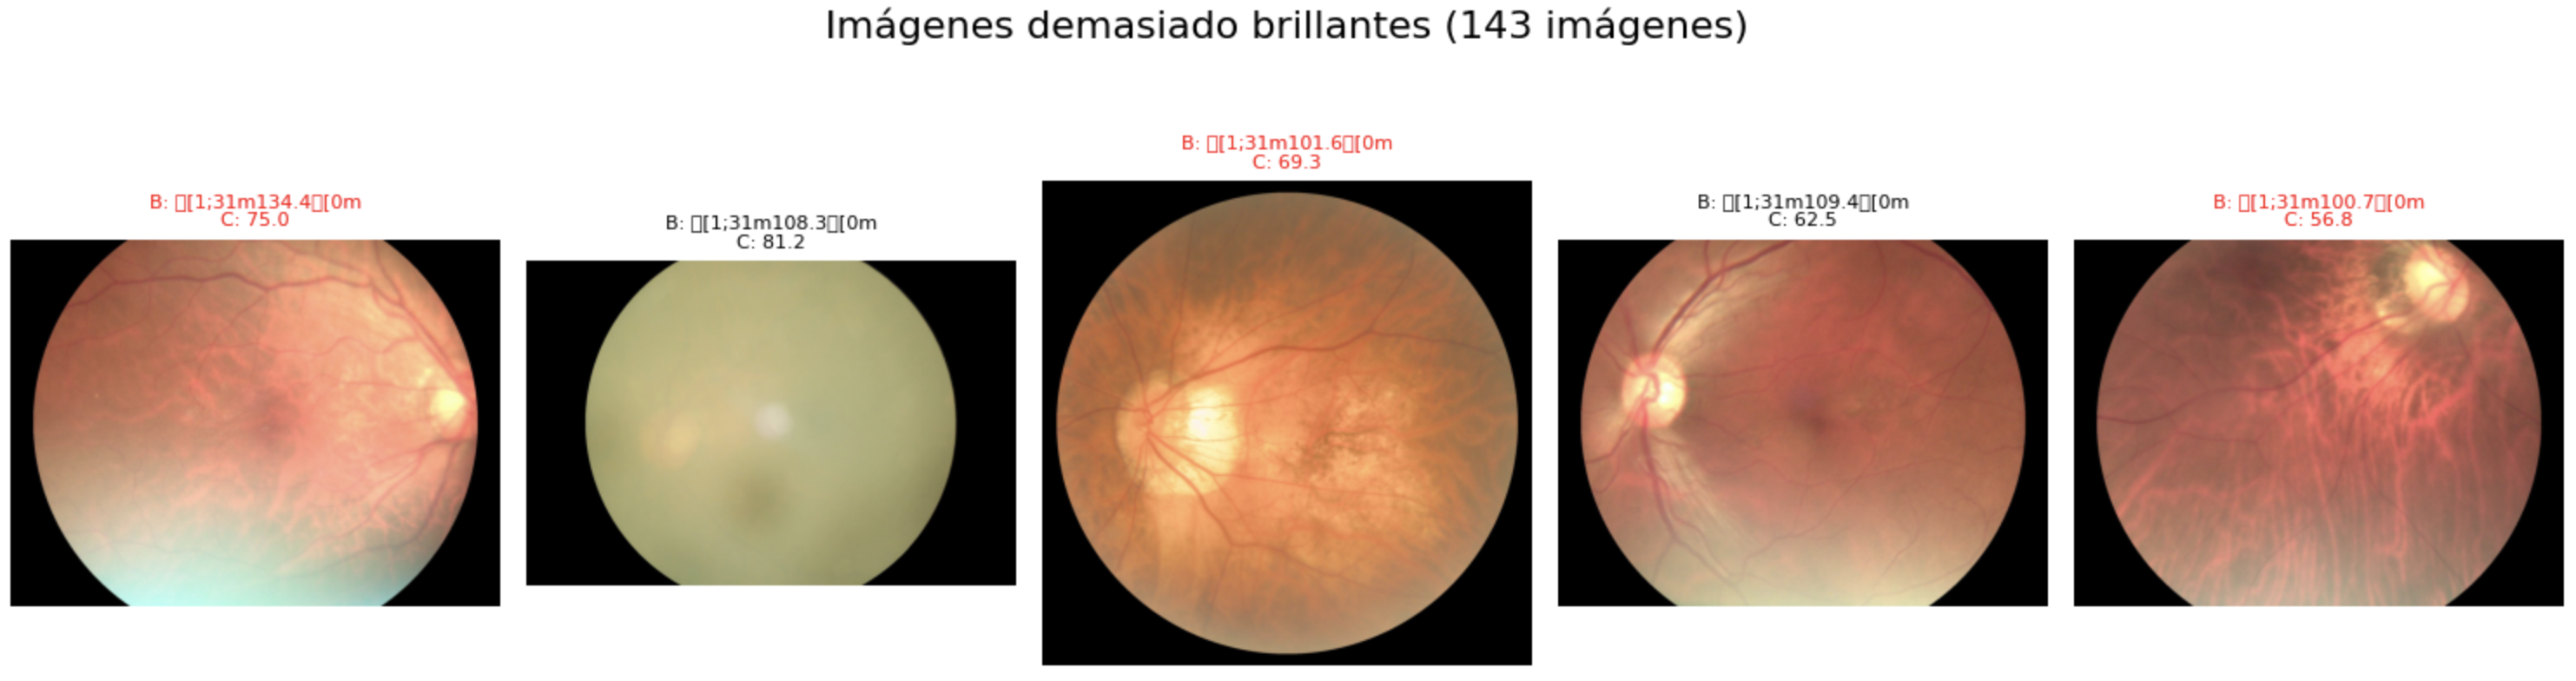 Imágenes demasiado brillantes (143 imágenes)
B: □[1;31m134.4□[0m
C: 75.0
B: □[1;31m108.3□[0m
C: 81.2
B: □[1;31m101.6□[0m
C: 69.3
B: □[1;31m109.4□[0m
C: 62.5
B: □[1;31m100.7□[0m
C: 56.8